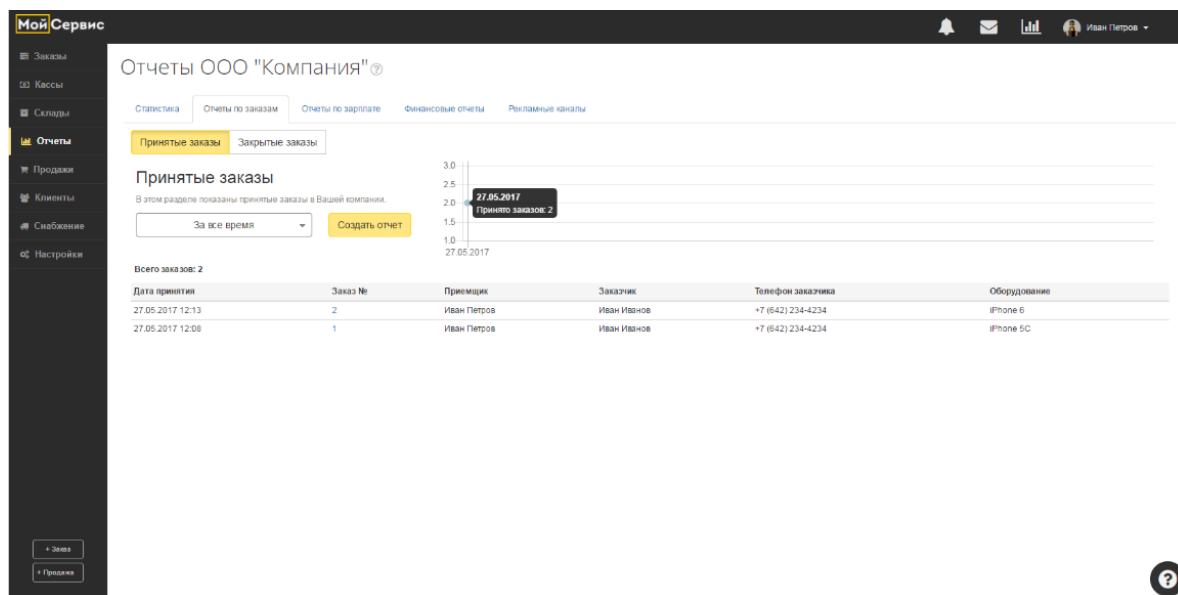 МойСервис
Иван Петров
Заказы
Кассы
Склады
Отчеты
Продажи
Клиенты
Снабжение
Настройки
+ Заказ
+ Продажа
Отчеты ООО "Компания"
Статистика Отчеты по заказам Отчеты по зарплате Финансовые отчеты Рекламные каналы
Принятые заказы Закрытые заказы
Принятые заказы
В этом разделе показаны принятые заказы в Вашей компании.
За все время Создать отчет
3.0
2.5
2.0
1.5
1.0
27.05.2017
27.05.2017
Принято заказов: 2
Всего заказов: 2
Дата принятия Заказ № Приемщик Заказчик Телефон заказчика Оборудование
27.05.2017 12:13 2 Иван Петров Иван Иванов +7 (642) 234-4234 iPhone 6
27.05.2017 12:08 1 Иван Петров Иван Иванов +7 (642) 234-4234 iPhone 5C